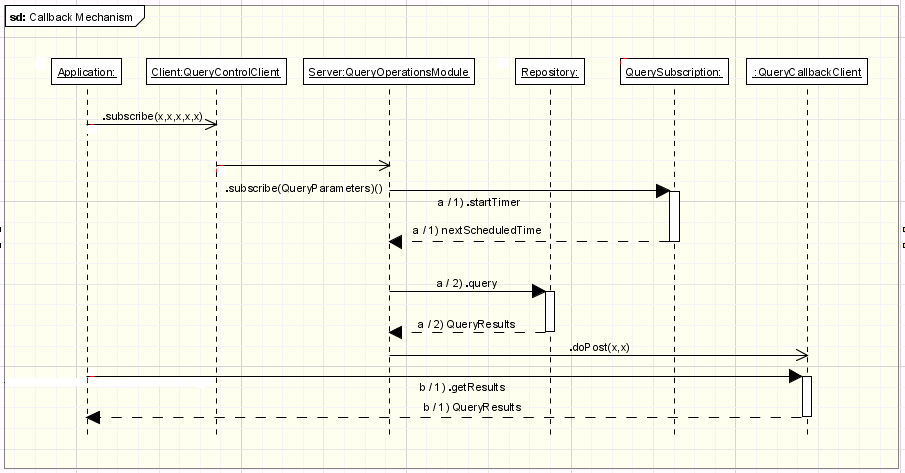 sd: Callback Mechanism
Application:
Client:QueryControlClient
Server:QueryOperationsModule
Repository:
QuerySubscription:
:QueryCallbackClient
.subscribe(x,x,x,x,x)
.subscribe(QueryParameters)()
a / 1) .startTimer
a / 1) nextScheduledTime
a / 2) .query
a / 2) QueryResults
.doPost(x,x)
b / 1) .getResults
b / 1) QueryResults